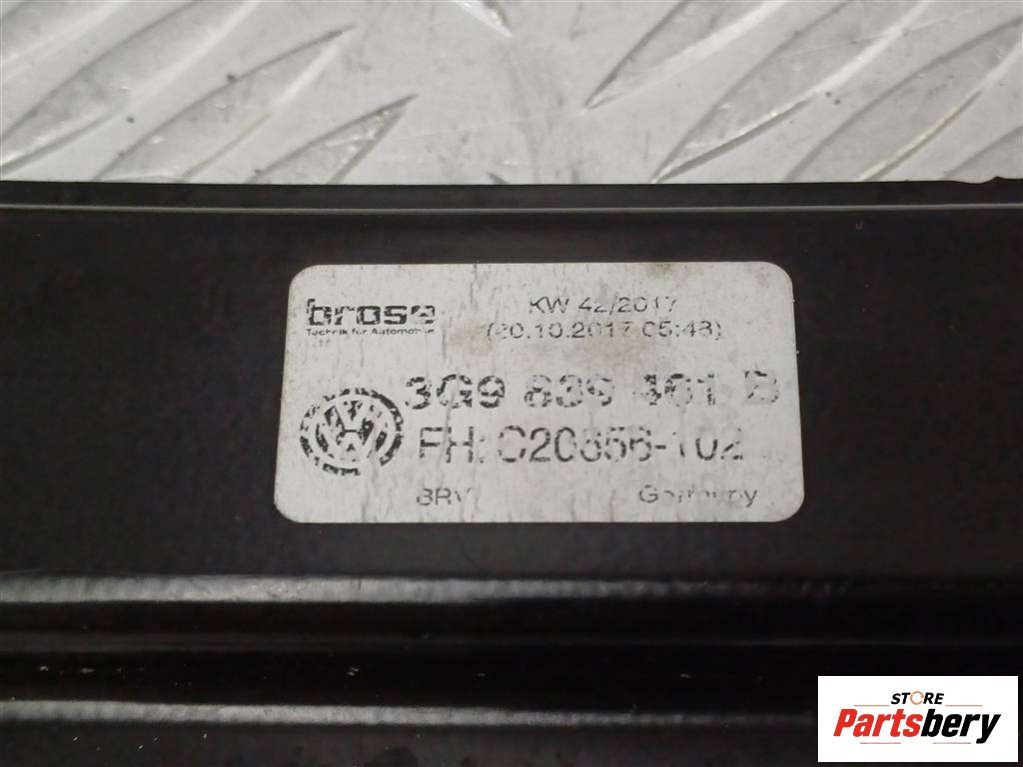 brose
Technik für Automobile
KW 42/2017
(20.10.2017 05:48)
3G9 839 461 B
FH: C20856-102
BRV
Germany
STORE
Partsbery